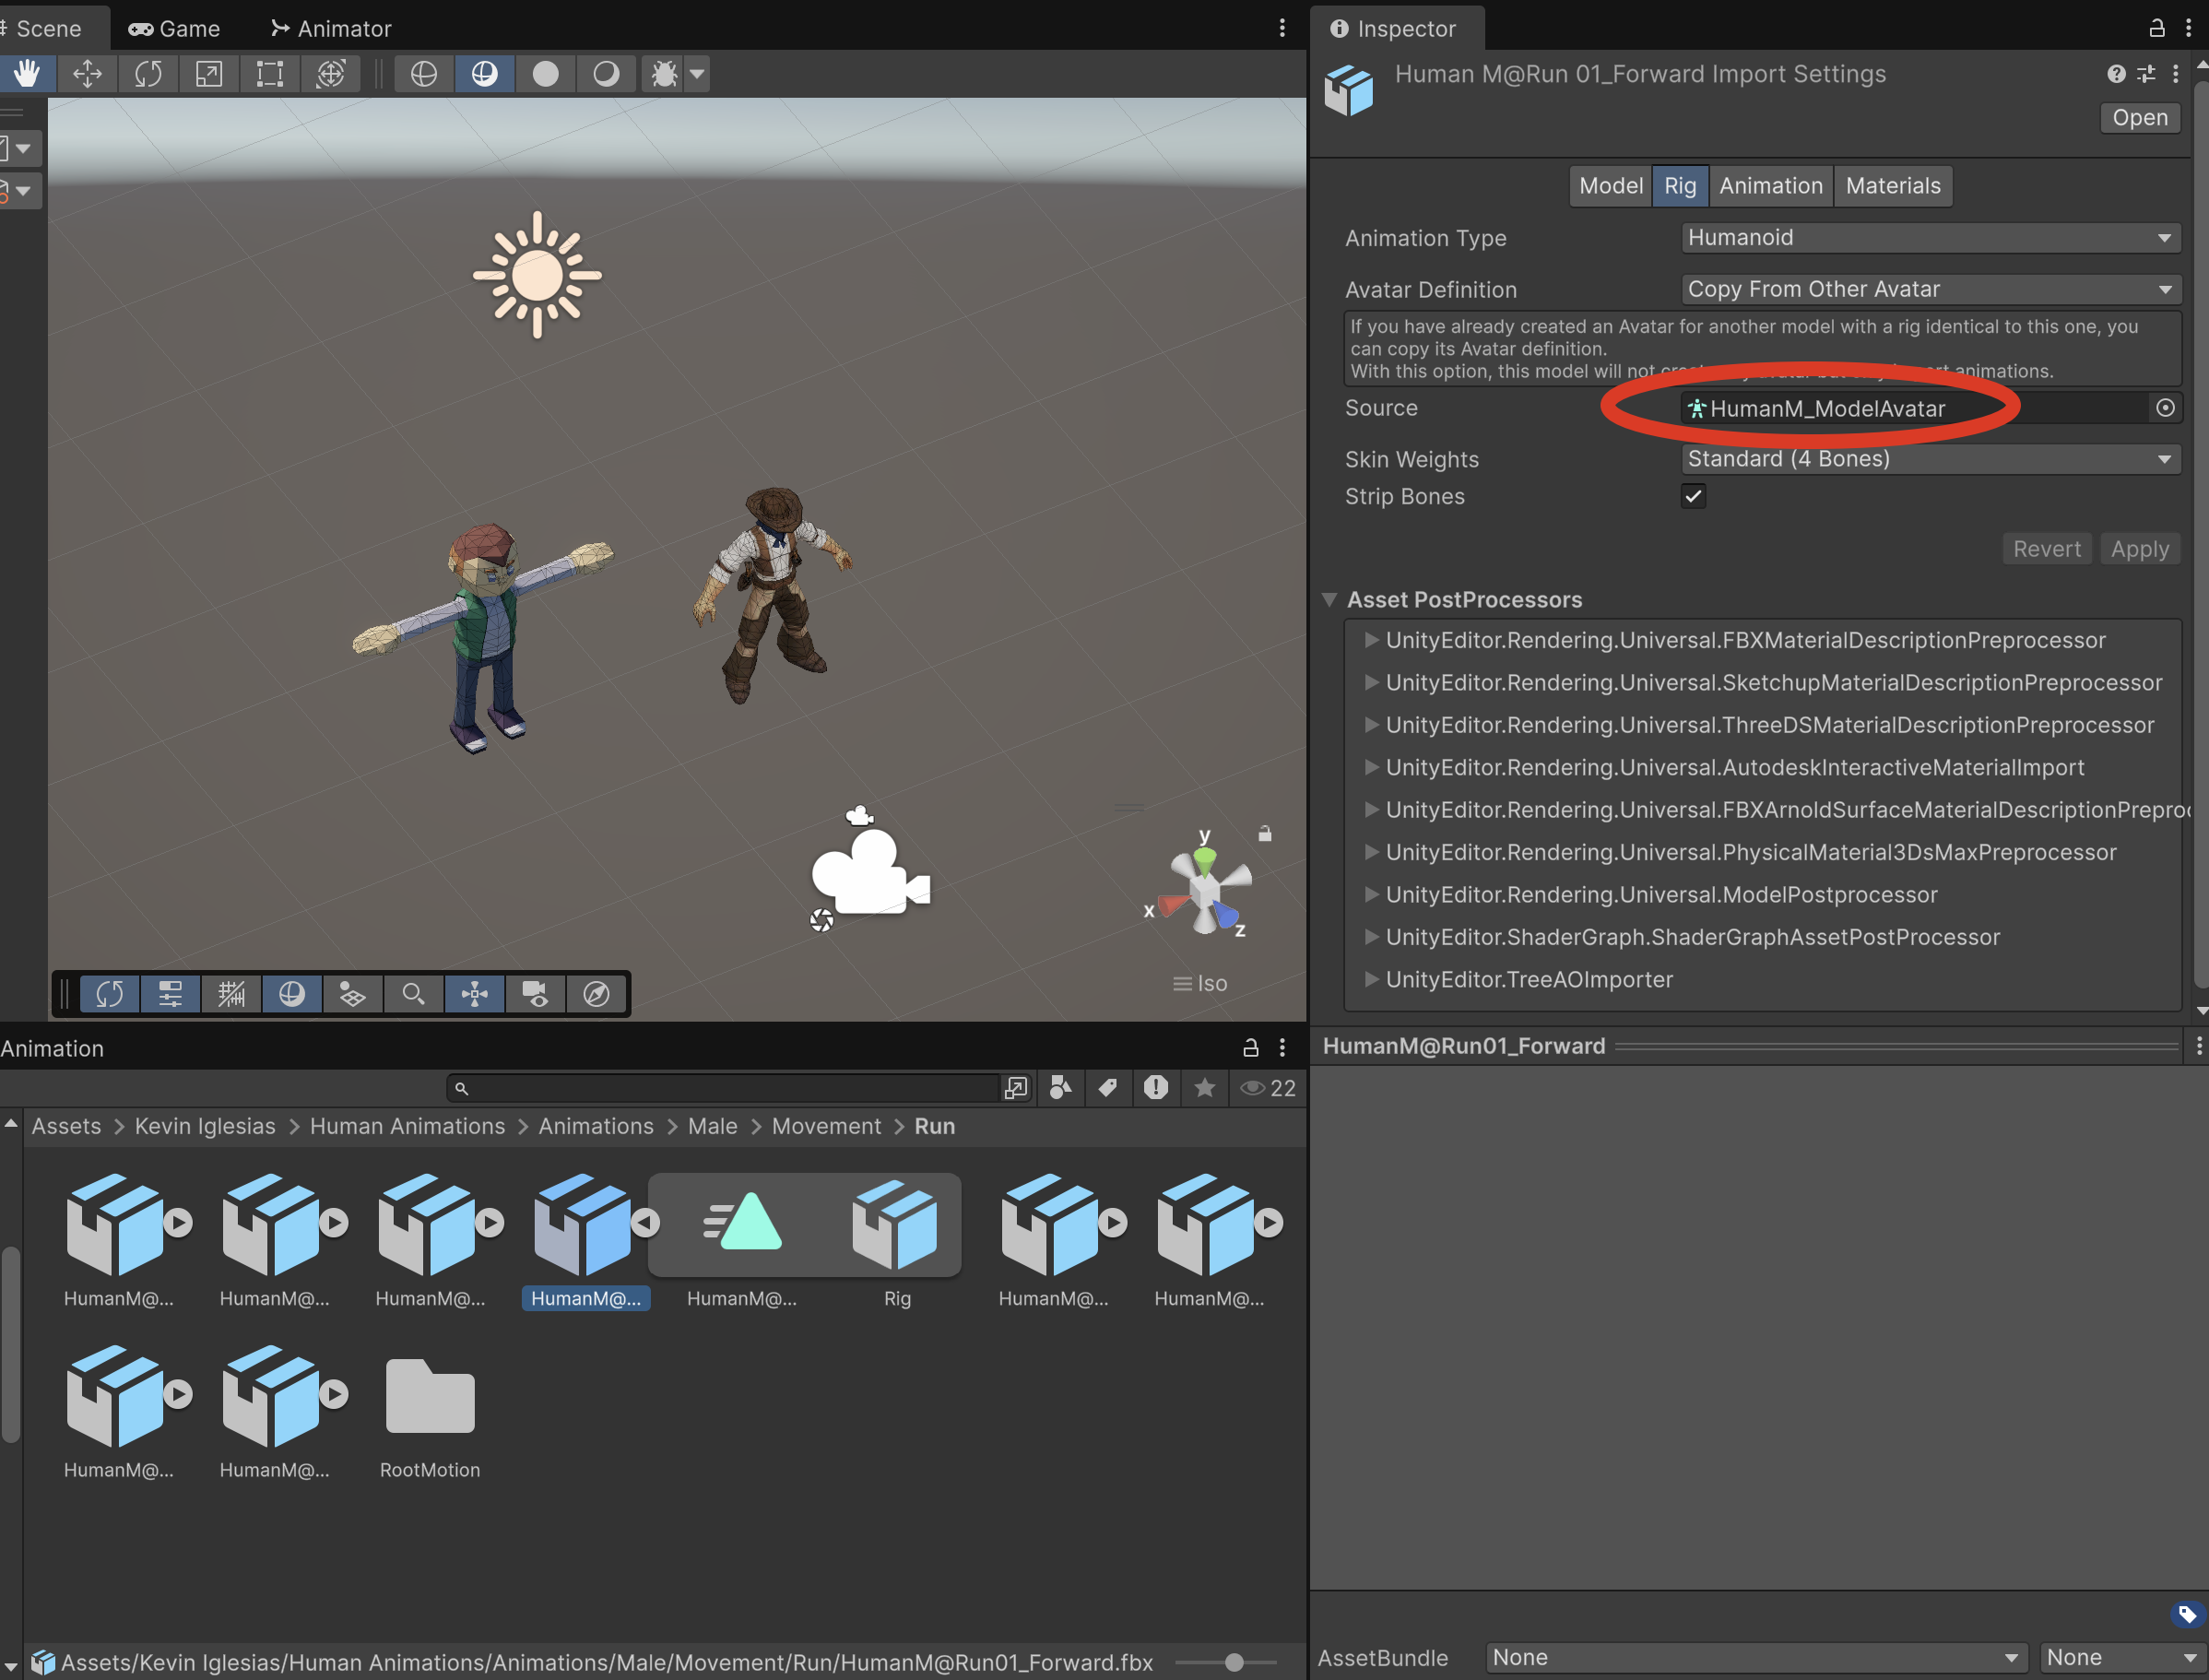 Scene
Game
Animator
Inspector
Human M@Run 01_Forward Import Settings
Open
Model
Rig
Animation
Materials
Animation Type
Humanoid
Avatar Definition
Copy From Other Avatar
If you have already created an Avatar for another model with a rig identical to this one, you
can copy its Avatar definition.
With this option, this model will not animations.
Source
HumanM_ModelAvatar
Skin Weights
Standard (4 Bones)
Strip Bones
Revert
Apply
Asset PostProcessors
UnityEditor.Rendering.Universal.FBXMaterialDescriptionPreprocessor
UnityEditor.Rendering.Universal.SketchupMaterialDescriptionPreprocessor
UnityEditor.Rendering.Universal.ThreeDSMaterialDescriptionPreprocessor
UnityEditor.Rendering.Universal.AutodeskInteractiveMaterialImport
UnityEditor.Rendering.Universal.FBXArnoldSurfaceMaterialDescriptionPreproc
UnityEditor.Rendering.Universal.PhysicalMaterial3DsMaxPreprocessor
UnityEditor.Rendering.Universal.ModelPostprocessor
UnityEditor.ShaderGraph.ShaderGraphAssetPostProcessor
UnityEditor.TreeAOImporter
y
x
z
Iso
Animation
22
Assets > Kevin Iglesias > Human Animations > Animations > Male > Movement > Run
HumanM@...
HumanM@...
HumanM@...
HumanM@...
HumanM@...
Rig
HumanM@...
HumanM@...
HumanM@...
HumanM@...
RootMotion
Assets/Kevin Iglesias/Human Animations/Animations/Male/Movement/Run/HumanM@Run01_Forward.fbx
HumanM@Run01_Forward
AssetBundle
None
None